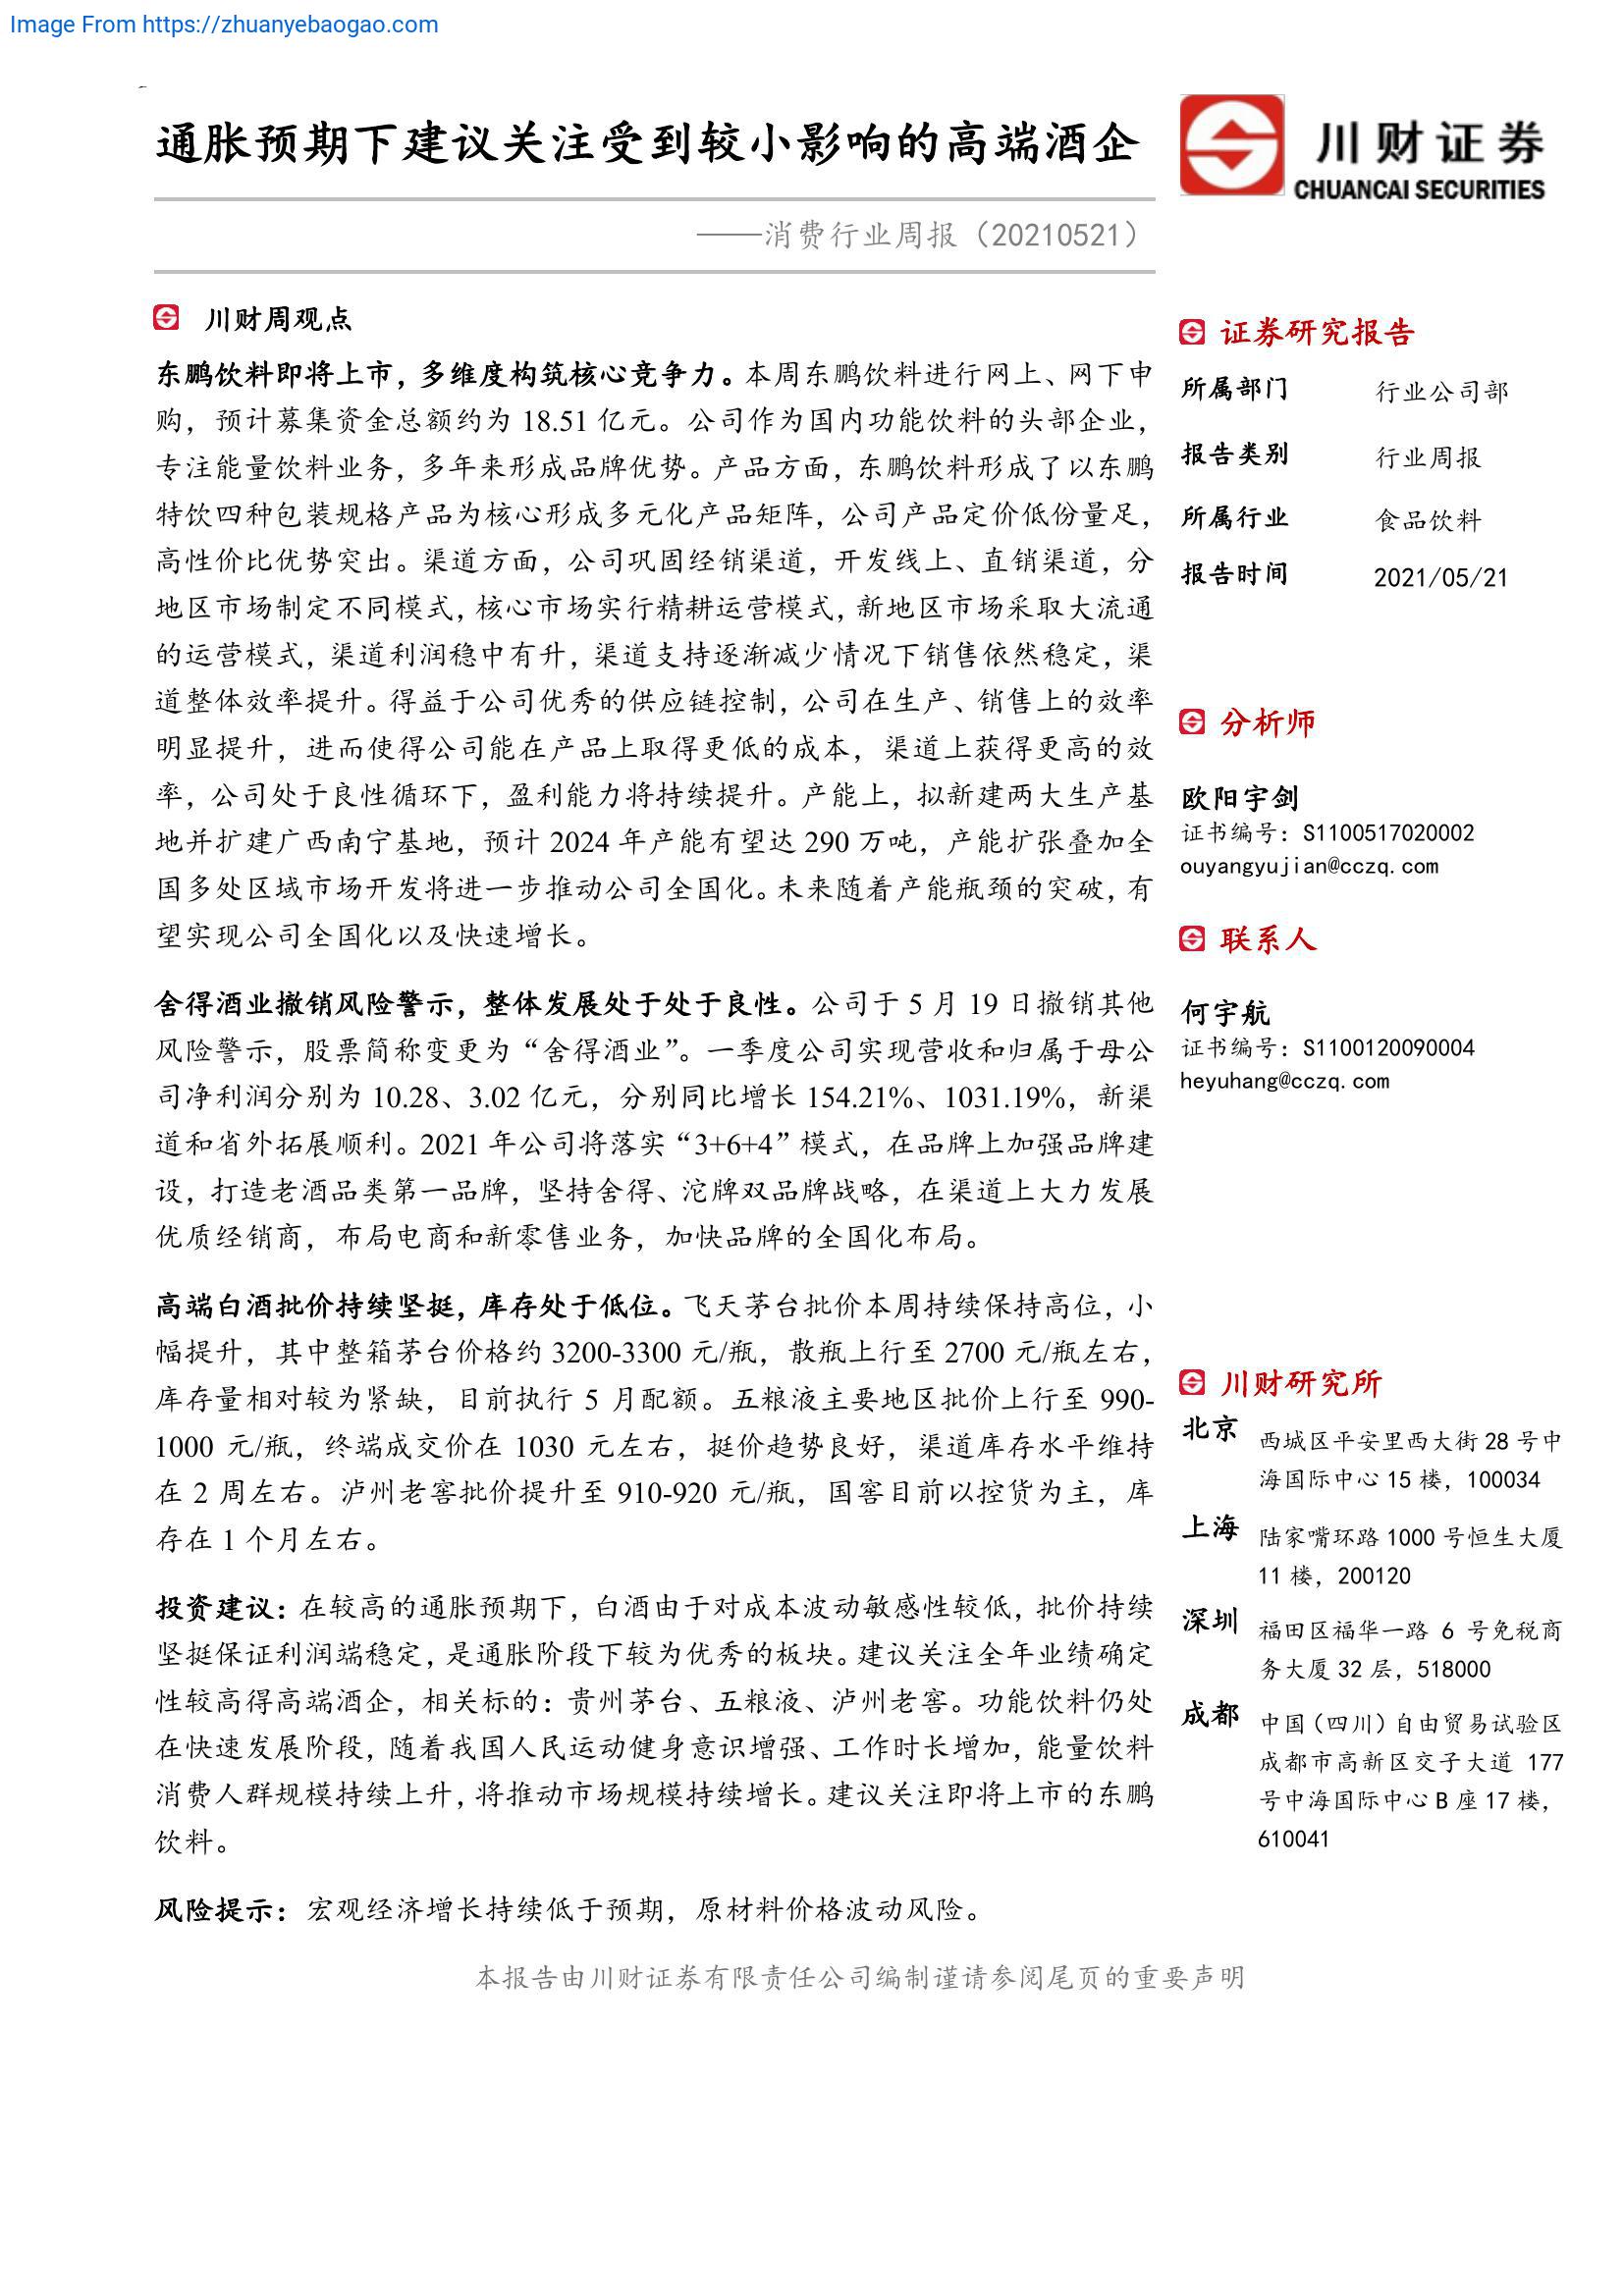 Image From https://zhuanyebaogao.com
通胀预期下建议关注受到较小影响的高端酒企
川财证券
CHUANCAI SECURITIES
——消费行业周报（20210521）
川财周观点
东鹏饮料即将上市，多维度构筑核心竞争力。本周东鹏饮料进行网上、网下申
购，预计募集资金总额约为 18.51 亿元。公司作为国内功能饮料的头部企业，
专注能量饮料业务，多年来形成品牌优势。产品方面，东鹏饮料形成了以东鹏
特饮四种包装规格产品为核心形成多元化产品矩阵，公司产品定价低份量足，
高性价比优势突出。渠道方面，公司巩固经销渠道，开发线上、直销渠道，分
地区市场制定不同模式，核心市场实行精耕运营模式，新地区市场采取大流通
的运营模式，渠道利润稳中有升，渠道支持逐渐减少情况下销售依然稳定，渠
道整体效率提升。得益于公司优秀的供应链控制，公司在生产、销售上的效率
明显提升，进而使得公司能在产品上取得更低的成本，渠道上获得更高的效
率，公司处于良性循环下，盈利能力将持续提升。产能上，拟新建两大生产基
地并扩建广西南宁基地，预计 2024 年产能有望达 290 万吨，产能扩张叠加全
国多处区域市场开发将进一步推动公司全国化。未来随着产能瓶颈的突破，有
望实现公司全国化以及快速增长。
舍得酒业撤销风险警示，整体发展处于处于良性。公司于 5 月 19 日撤销其他
风险警示，股票简称变更为“舍得酒业”。一季度公司实现营收和归属于母公
司净利润分别为 10.28、3.02 亿元，分别同比增长 154.21%、1031.19%，新渠
道和省外拓展顺利。2021 年公司将落实“3+6+4”模式，在品牌上加强品牌建
设，打造老酒品类第一品牌，坚持舍得、沱牌双品牌战略，在渠道上大力发展
优质经销商，布局电商和新零售业务，加快品牌的全国化布局。
高端白酒批价持续坚挺，库存处于低位。飞天茅台批价本周持续保持高位，小
幅提升，其中整箱茅台价格约 3200-3300 元/瓶，散瓶上行至 2700 元/瓶左右，
库存量相对较为紧缺，目前执行 5 月配额。五粮液主要地区批价上行至 990-
1000 元/瓶，终端成交价在 1030 元左右，挺价趋势良好，渠道库存水平维持
在 2 周左右。泸州老窖批价提升至 910-920 元/瓶，国窖目前以控货为主，库
存在 1 个月左右。
投资建议：在较高的通胀预期下，白酒由于对成本波动敏感性较低，批价持续
坚挺保证利润端稳定，是通胀阶段下较为优秀的板块。建议关注全年业绩确定
性较高得高端酒企，相关标的：贵州茅台、五粮液、泸州老窖。功能饮料仍处
在快速发展阶段，随着我国人民运动健身意识增强、工作时长增加，能量饮料
消费人群规模持续上升，将推动市场规模持续增长。建议关注即将上市的东鹏
饮料。
风险提示：宏观经济增长持续低于预期，原材料价格波动风险。
证券研究报告
所属部门 行业公司部
报告类别 行业周报
所属行业 食品饮料
报告时间 2021/05/21
分析师
欧阳宇剑
证书编号：S1100517020002
ouyangyujian@cczq.com
联系人
何宇航
证书编号：S1100120090004
heyuhang@cczq.com
川财研究所
北京 西城区平安里西大街 28 号中
海国际中心 15 楼，100034
上海 陆家嘴环路 1000 号恒生大厦
11 楼，200120
深圳 福田区福华一路 6 号免税商
务大厦 32 层，518000
成都 中国（四川）自由贸易试验区
成都市高新区交子大道 177
号中海国际中心 B 座 17 楼，
610041
本报告由川财证券有限责任公司编制谨请参阅尾页的重要声明